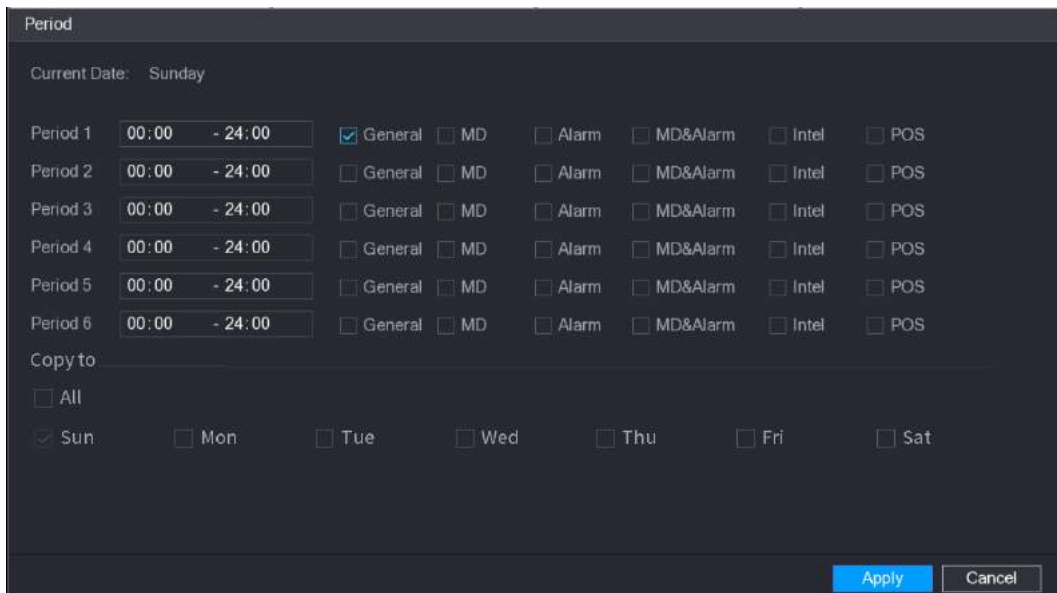 Period
Current Date: Sunday
Period 1 00:00 - 24:00 General MD Alarm MD&Alarm Intel POS
Period 2 00:00 - 24:00 General MD Alarm MD&Alarm Intel POS
Period 3 00:00 - 24:00 General MD Alarm MD&Alarm Intel POS
Period 4 00:00 - 24:00 General MD Alarm MD&Alarm Intel POS
Period 5 00:00 - 24:00 General MD Alarm MD&Alarm Intel POS
Period 6 00:00 - 24:00 General MD Alarm MD&Alarm Intel POS
Copy to
All
Sun Mon Tue Wed Thu Fri Sat
Apply Cancel